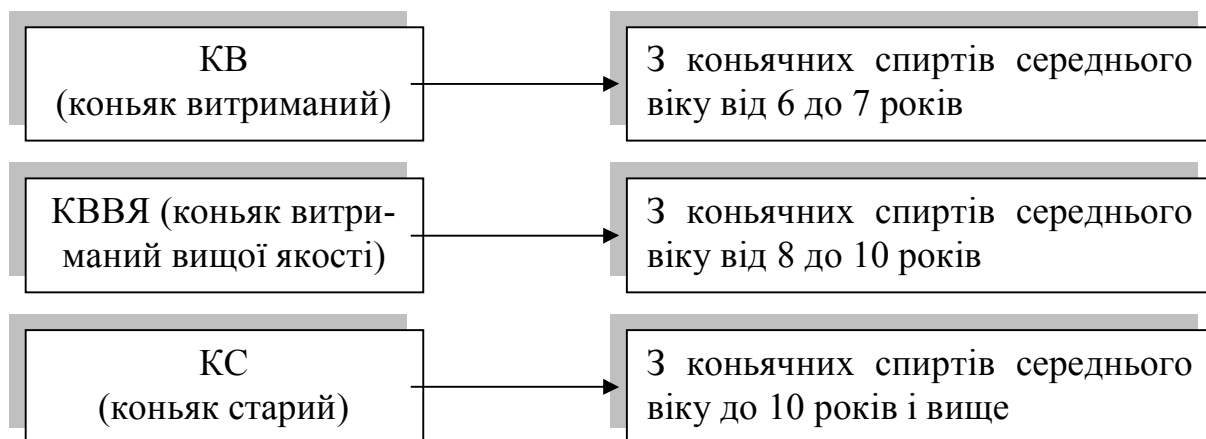 КВ
(коньяк витриманий)
З коньячних спиртів середнього
віку від 6 до 7 років
КВВЯ (коньяк витри-
маний вищої якості)
З коньячних спиртів середнього
віку від 8 до 10 років
КС
(коньяк старий)
З коньячних спиртів середнього
віку до 10 років і вище